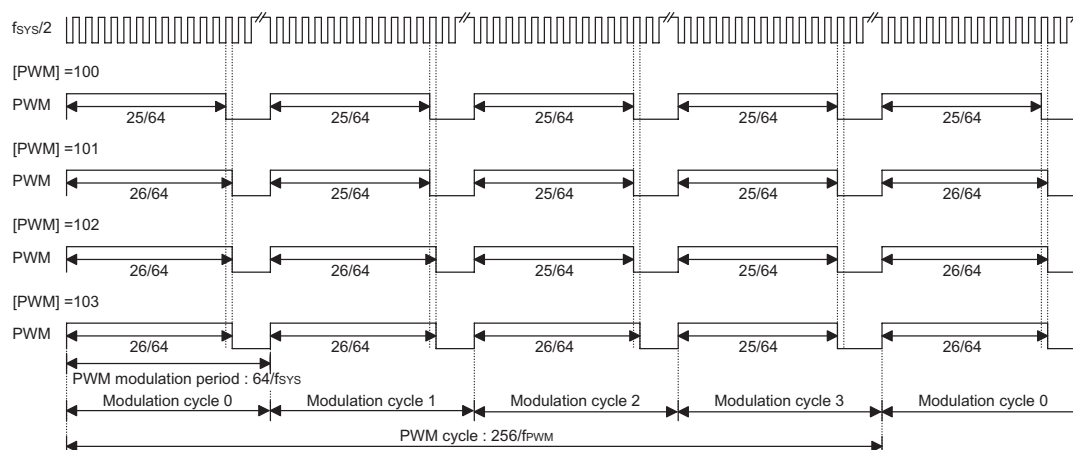 fSYS/2
[PWM] =100
PWM
25/64 25/64 25/64 25/64 25/64
[PWM] =101
PWM
26/64 25/64 25/64 25/64 26/64
[PWM] =102
PWM
26/64 26/64 25/64 25/64 26/64
[PWM] =103
PWM
26/64 26/64 26/64 25/64 26/64
PWM modulation period : 64/fSYS
Modulation cycle 0 Modulation cycle 1 Modulation cycle 2 Modulation cycle 3 Modulation cycle 0
PWM cycle : 256/fPWM